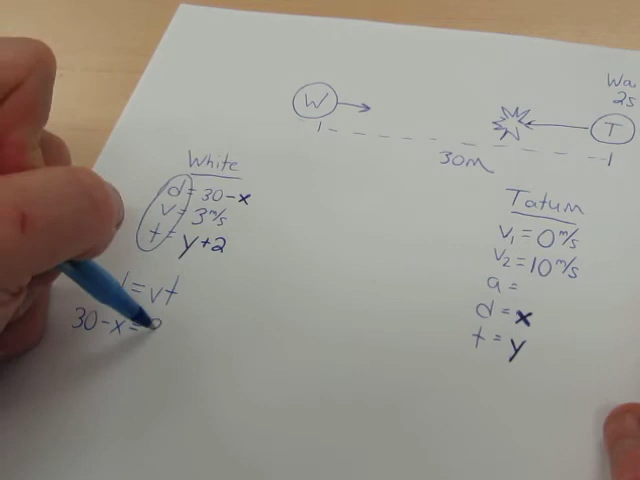 Wa
2s
W
T
30m
White
d = 30-x
v = 3 m/s
t = y+2
d = vt
30-x =
Tatum
v₁ = 0 m/s
v₂ = 10 m/s
a =
d = x
t = y